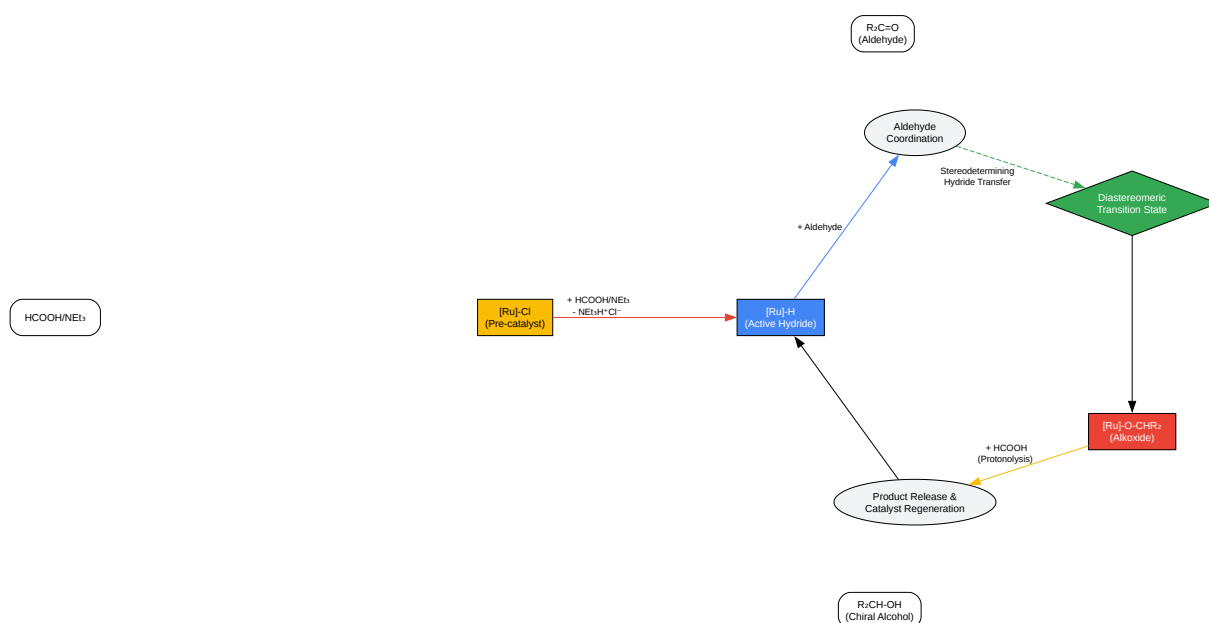 R₂C=O
(Aldehyde)
Aldehyde
Coordination
Stereodetermining
Hydride Transfer
Diastereomeric
Transition State
+ Aldehyde
HCOOH/NEt₃
[Ru]-Cl
(Pre-catalyst)
+ HCOOH/NEt₃
- NEt₃H⁺Cl⁻
[Ru]-H
(Active Hydride)
[Ru]-O-CHR₂
(Alkoxide)
+ HCOOH
(Protonolysis)
Product Release &
Catalyst Regeneration
R₂CH-OH
(Chiral Alcohol)